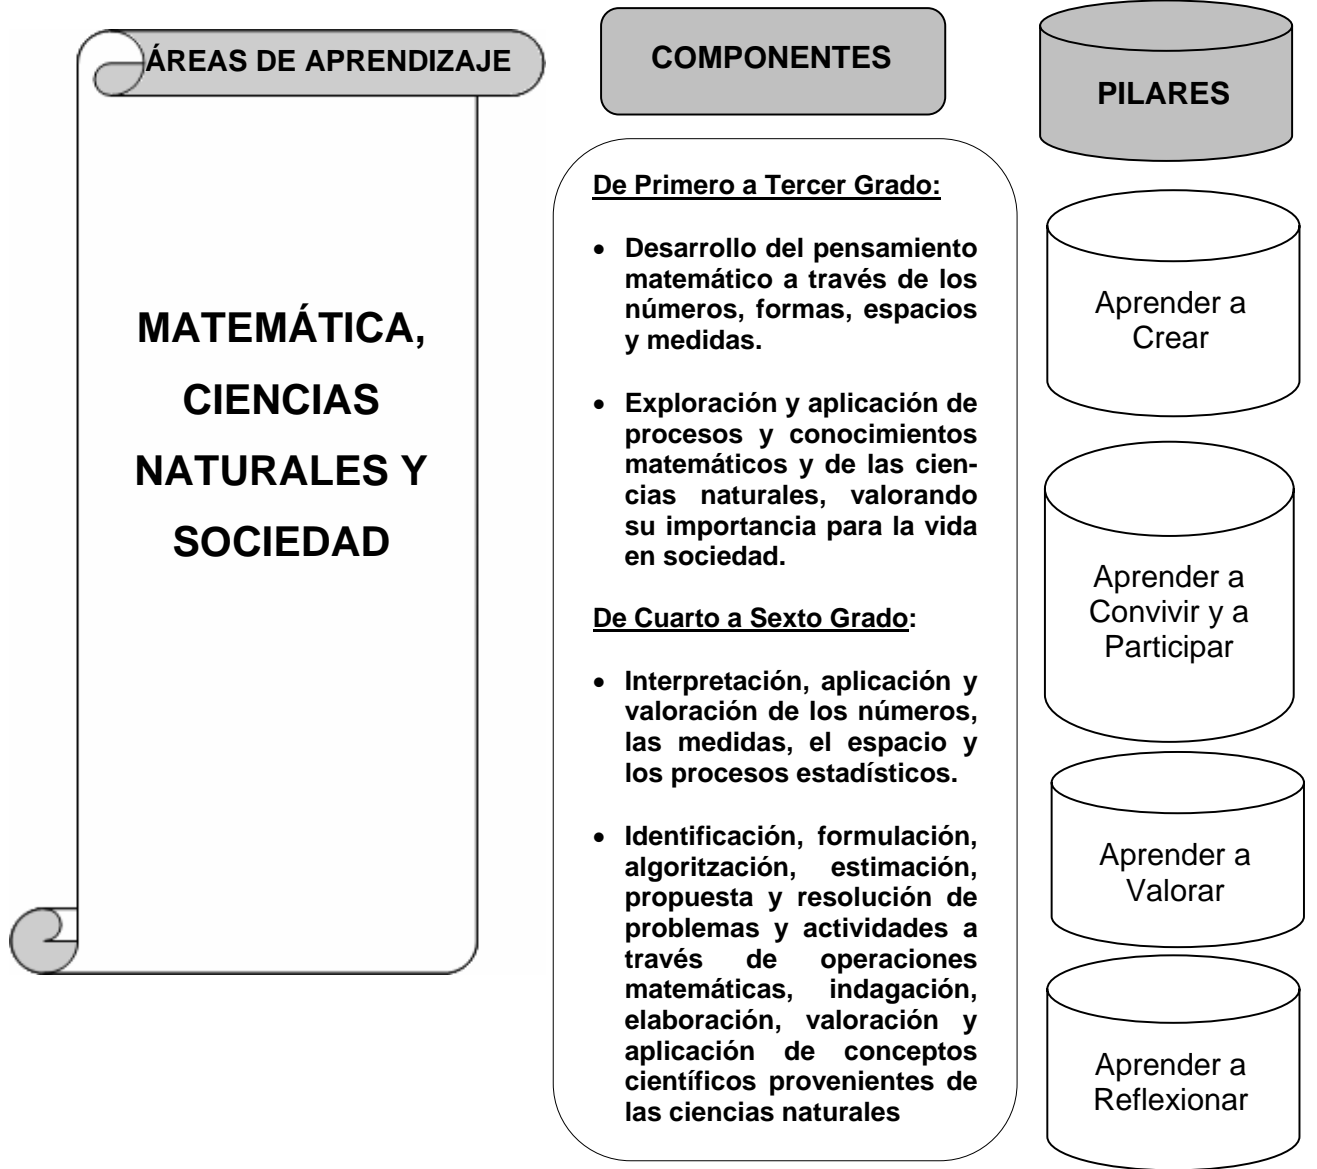 ÁREAS DE APRENDIZAJE
MATEMÁTICA,
CIENCIAS
NATURALES Y
SOCIEDAD
COMPONENTES
De Primero a Tercer Grado:
• Desarrollo del pensamiento
matemático a través de los
números, formas, espacios
y medidas.
• Exploración y aplicación de
procesos y conocimientos
matemáticos y de las cien-
cias naturales, valorando
su importancia para la vida
en sociedad.
De Cuarto a Sexto Grado:
• Interpretación, aplicación y
valoración de los números,
las medidas, el espacio y
los procesos estadísticos.
• Identificación, formulación,
algoritzación, estimación,
propuesta y resolución de
problemas y actividades a
través de operaciones
matemáticas, indagación,
elaboración, valoración y
aplicación de conceptos
científicos provenientes de
las ciencias naturales
PILARES
Aprender a
Crear
Aprender a
Convivir y a
Participar
Aprender a
Valorar
Aprender a
Reflexionar